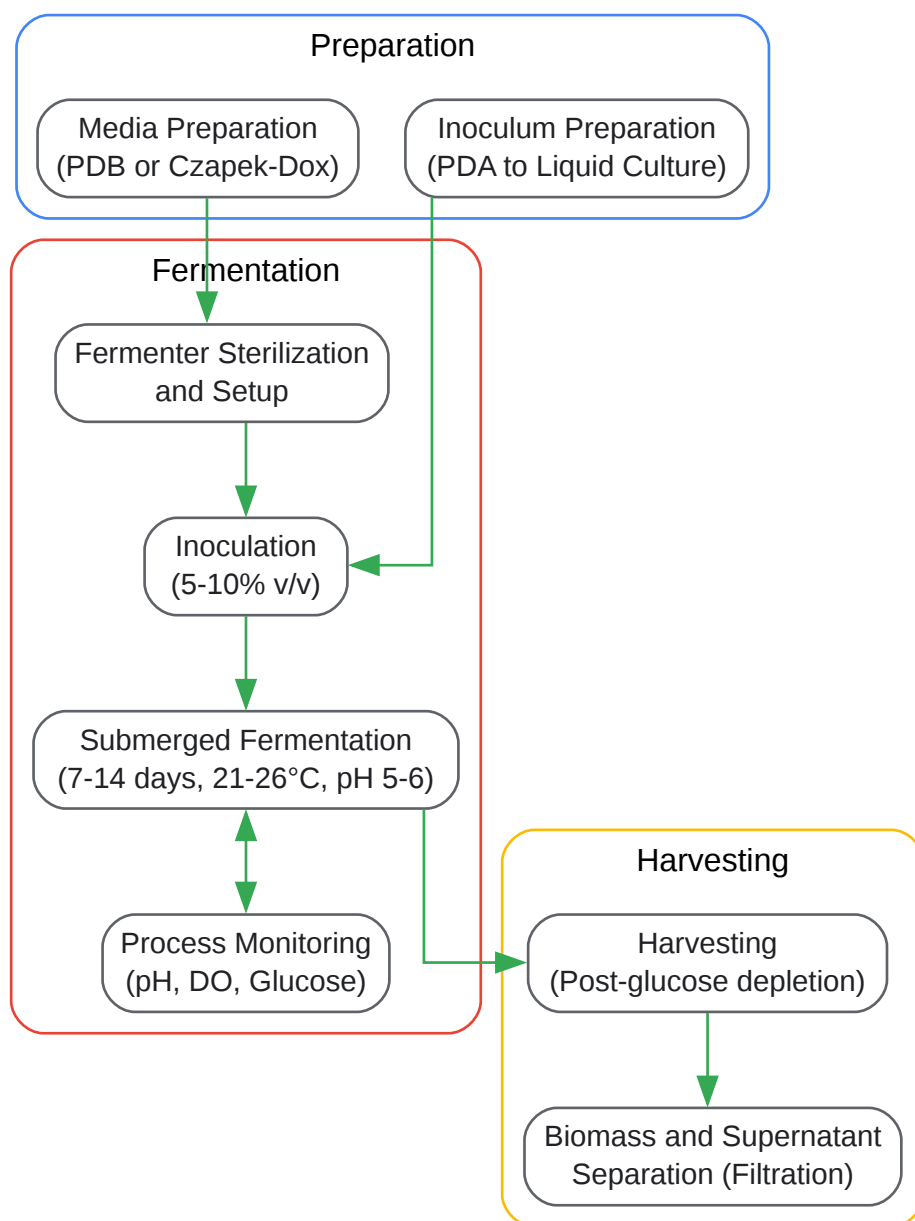 Preparation
Media Preparation
(PDB or Czapek-Dox)
Inoculum Preparation
(PDA to Liquid Culture)
Fermentation
Fermenter Sterilization
and Setup
Inoculation
(5-10% v/v)
Submerged Fermentation
(7-14 days, 21-26°C, pH 5-6)
Process Monitoring
(pH, DO, Glucose)
Harvesting
Harvesting
(Post-glucose depletion)
Biomass and Supernatant
Separation (Filtration)